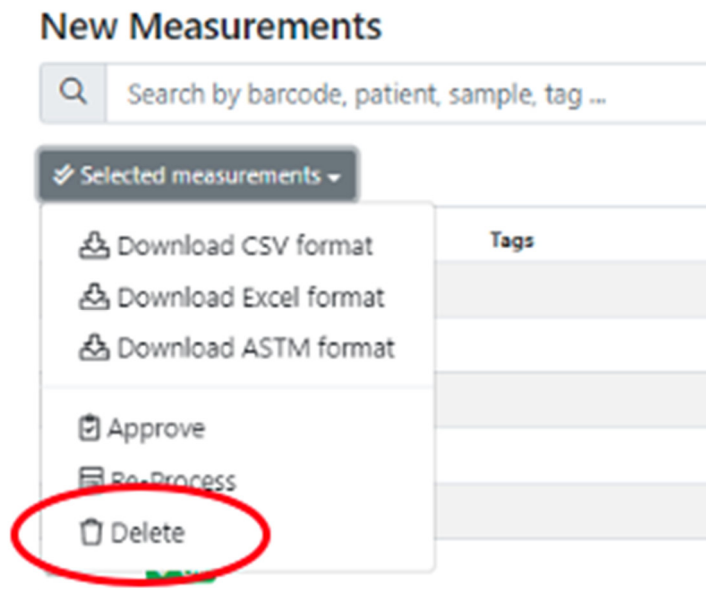 New Measurements
Search by barcode, patient, sample, tag ...
Selected measurements
Tags
Download CSV format
Download Excel format
Download ASTM format
Approve
Re-Process
Delete